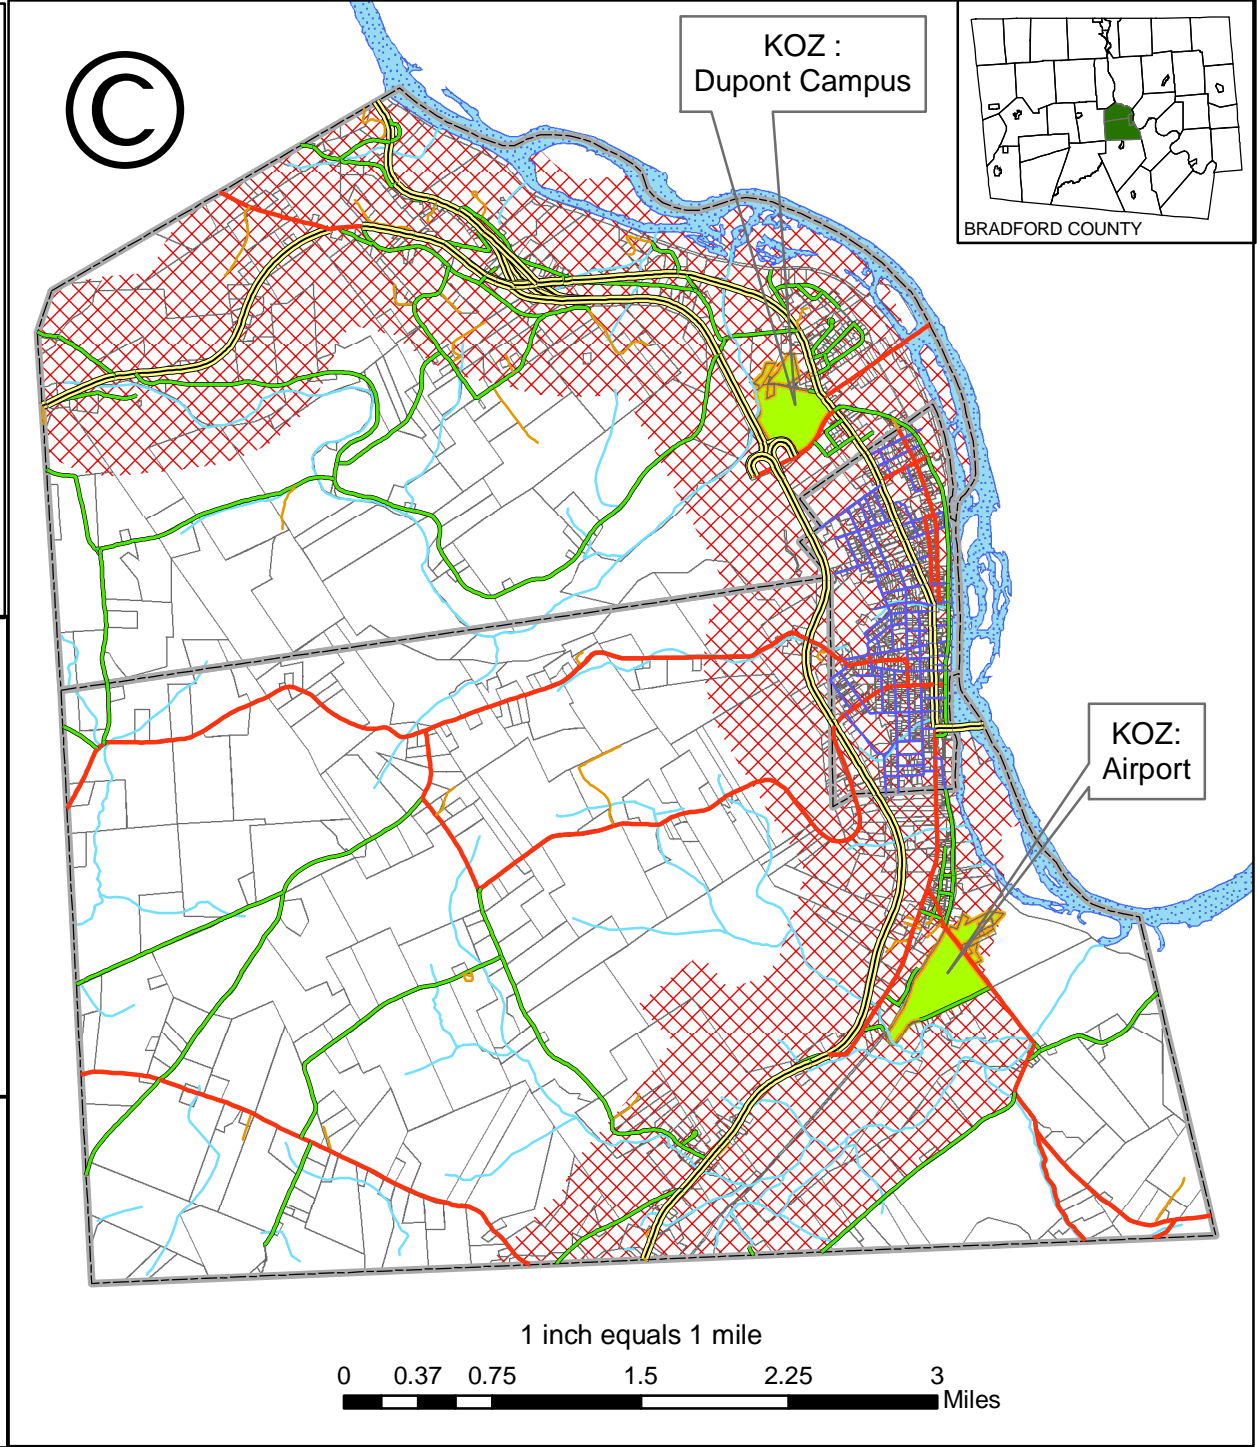 ©
KOZ :
Dupont Campus
BRADFORD COUNTY
KOZ:
Airport
1 inch equals 1 mile
0 0.37 0.75 1.5 2.25 3
Miles